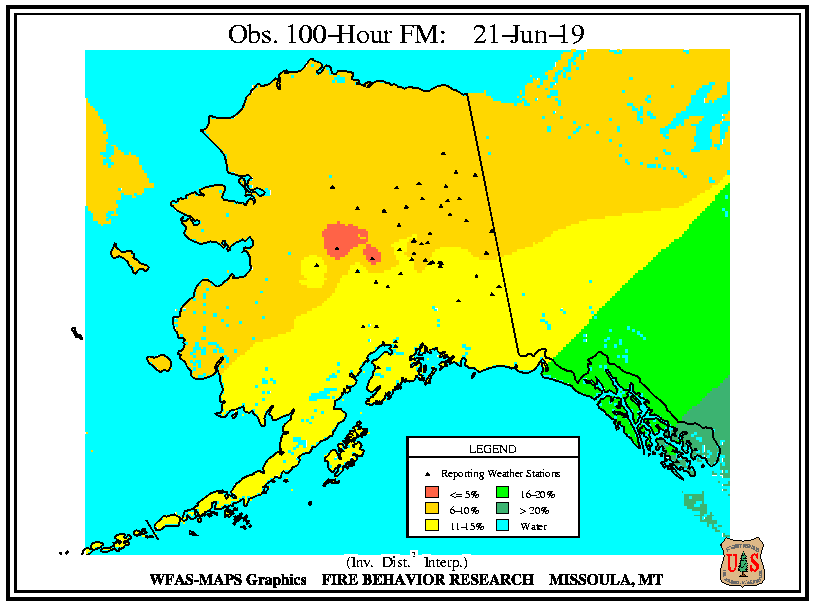 Obs. 100-Hour FM: 21-Jun-19
LEGEND
Reporting Weather Stations
<= 5% 16-20%
6-10% > 20%
11-15% Water
(Inv. Dist.² Interp.)
WFAS-MAPS Graphics FIRE BEHAVIOR RESEARCH MISSOULA, MT
U S